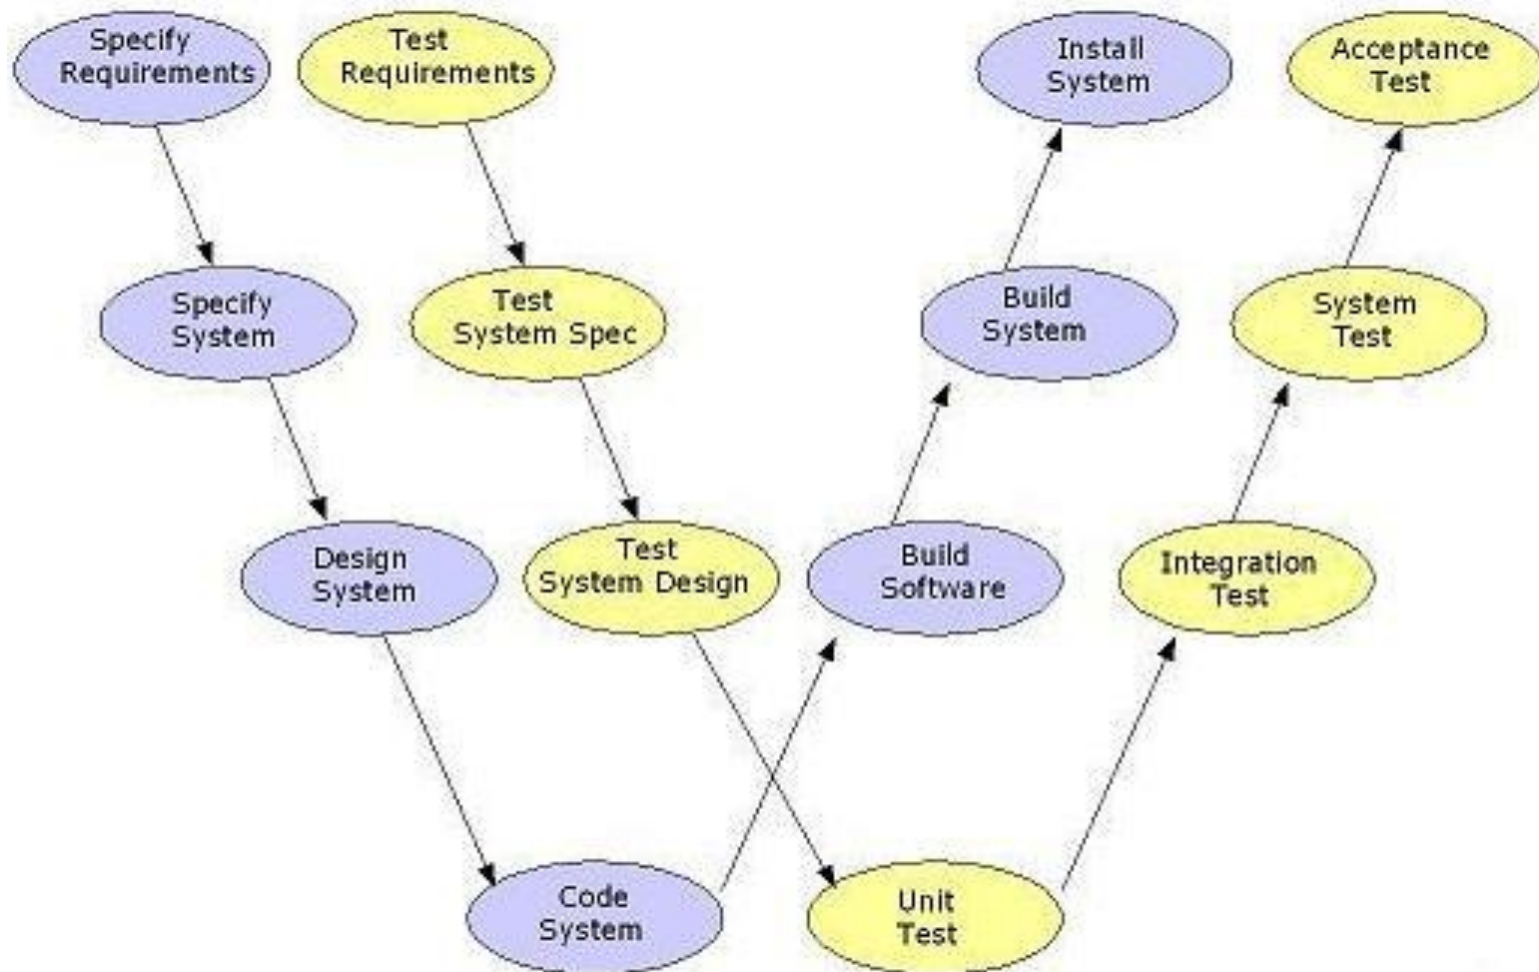 Specify
Requirements
Test
Requirements
Install
System
Acceptance
Test
Specify
System
Test
System Spec
Build
System
System
Test
Design
System
Test
System Design
Build
Software
Integration
Test
Code
System
Unit
Test